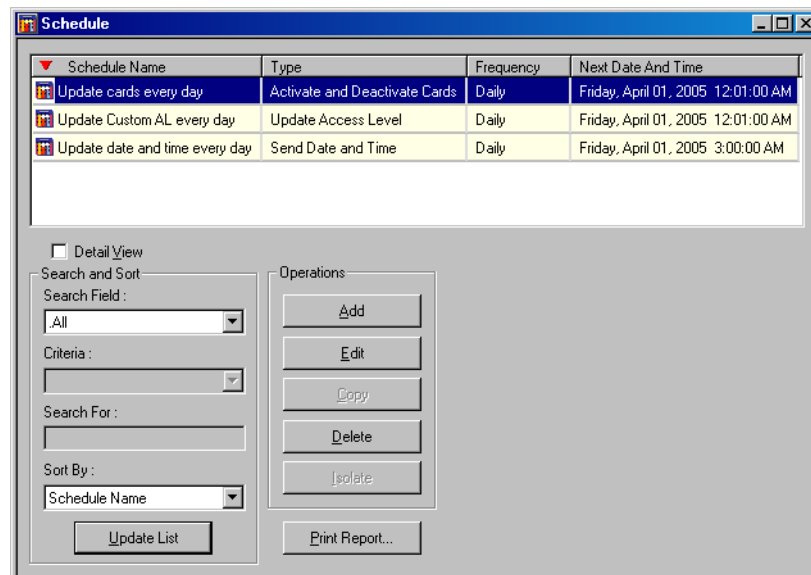 Schedule
Schedule Name Type Frequency Next Date And Time
Update cards every day Activate and Deactivate Cards Daily Friday, April 01, 2005 12:01:00 AM
Update Custom AL every day Update Access Level Daily Friday, April 01, 2005 12:01:00 AM
Update date and time every day Send Date and Time Daily Friday, April 01, 2005 3:00:00 AM
Detail View
Search and Sort
Search Field :
.All
Criteria :
Search For :
Sort By :
Schedule Name
Update List
Operations
Add
Edit
Copy
Delete
Isolate
Print Report...